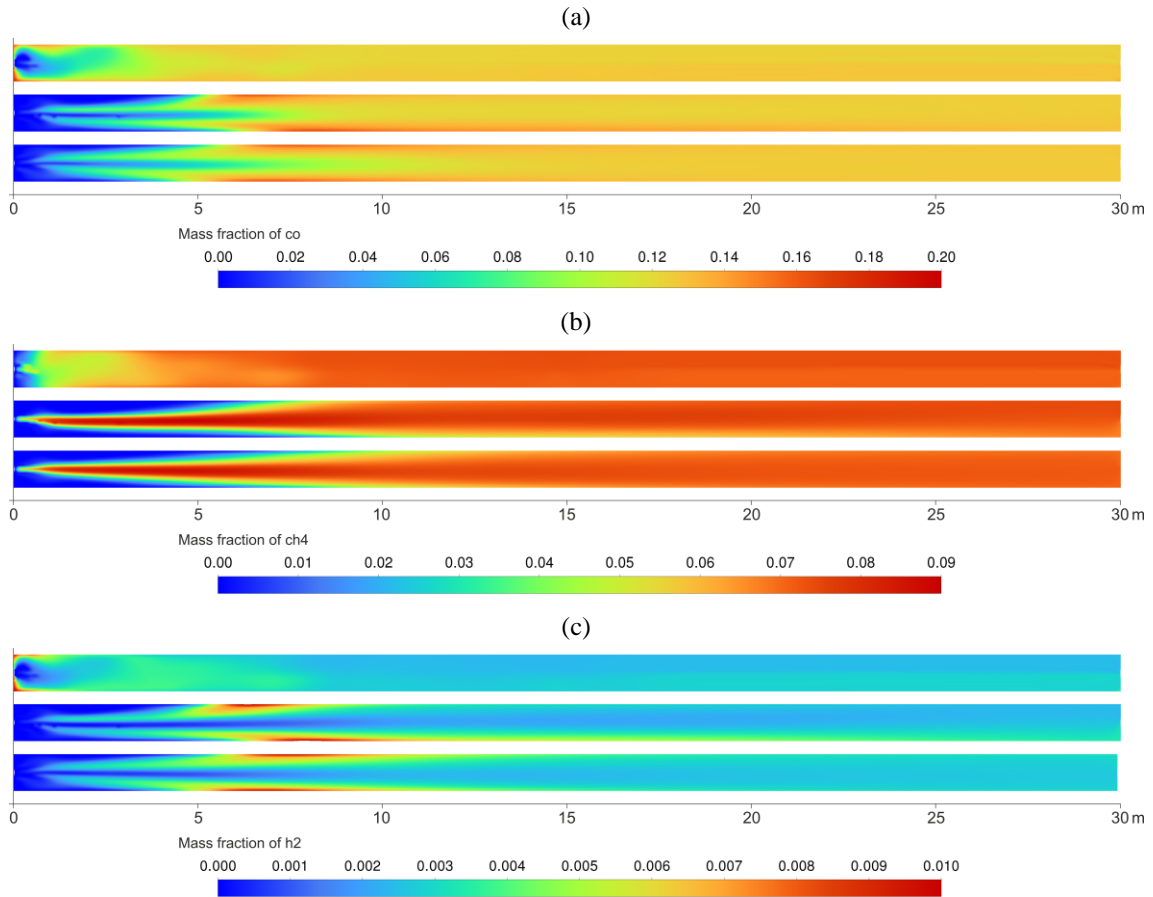 (a)
0 5 10 15 20 25 30 m
Mass fraction of co
0.00 0.02 0.04 0.06 0.08 0.10 0.12 0.14 0.16 0.18 0.20
(b)
0 5 10 15 20 25 30 m
Mass fraction of ch4
0.00 0.01 0.02 0.03 0.04 0.05 0.06 0.07 0.08 0.09
(c)
0 5 10 15 20 25 30 m
Mass fraction of h2
0.000 0.001 0.002 0.003 0.004 0.005 0.006 0.007 0.008 0.009 0.010